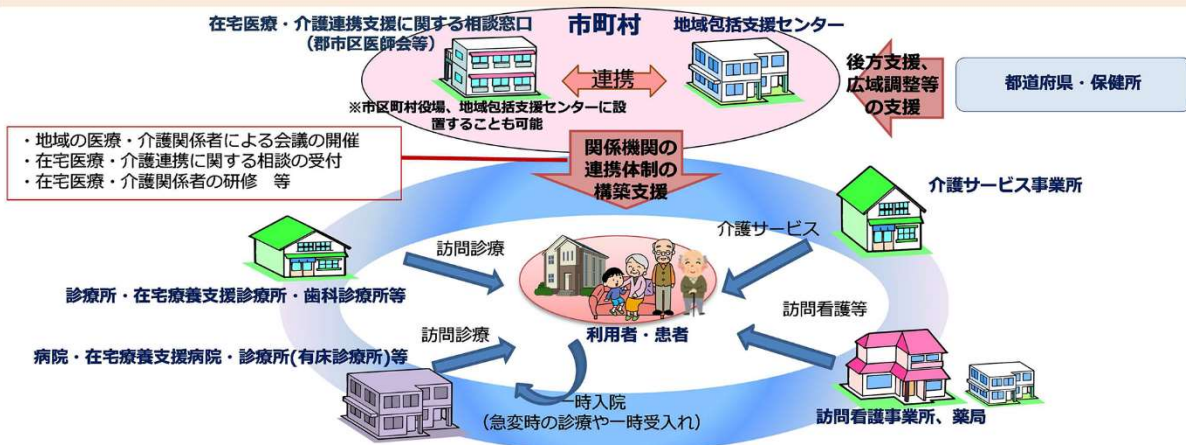 在宅医療・介護連携支援に関する相談窓口
(郡市区医師会等)
市町村
地域包括支援センター
連携
※市区町村役場、地域包括支援センターに設
置することも可能
後方支援、
広域調整等
の支援
都道府県・保健所
・地域の医療・介護関係者による会議の開催
・在宅医療・介護連携に関する相談の受付
・在宅医療・介護関係者の研修　等
関係機関の
連携体制の
構築支援
介護サービス事業所
介護サービス
訪問診療
診療所・在宅療養支援診療所・歯科診療所等
利用者・患者
訪問看護等
訪問診療
病院・在宅療養支援病院・診療所(有床診療所)等
一時入院
(急変時の診療や一時受入れ)
訪問看護事業所、薬局